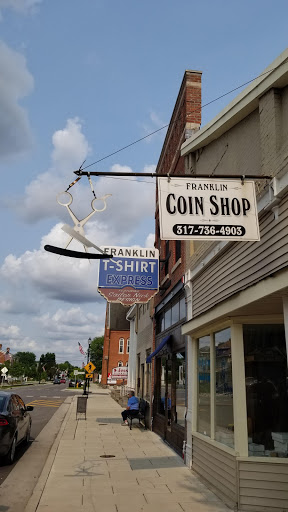 FRANKLIN
COIN SHOP
317-736-4903
FRANKLIN
T-SHIRT
EXPRESS